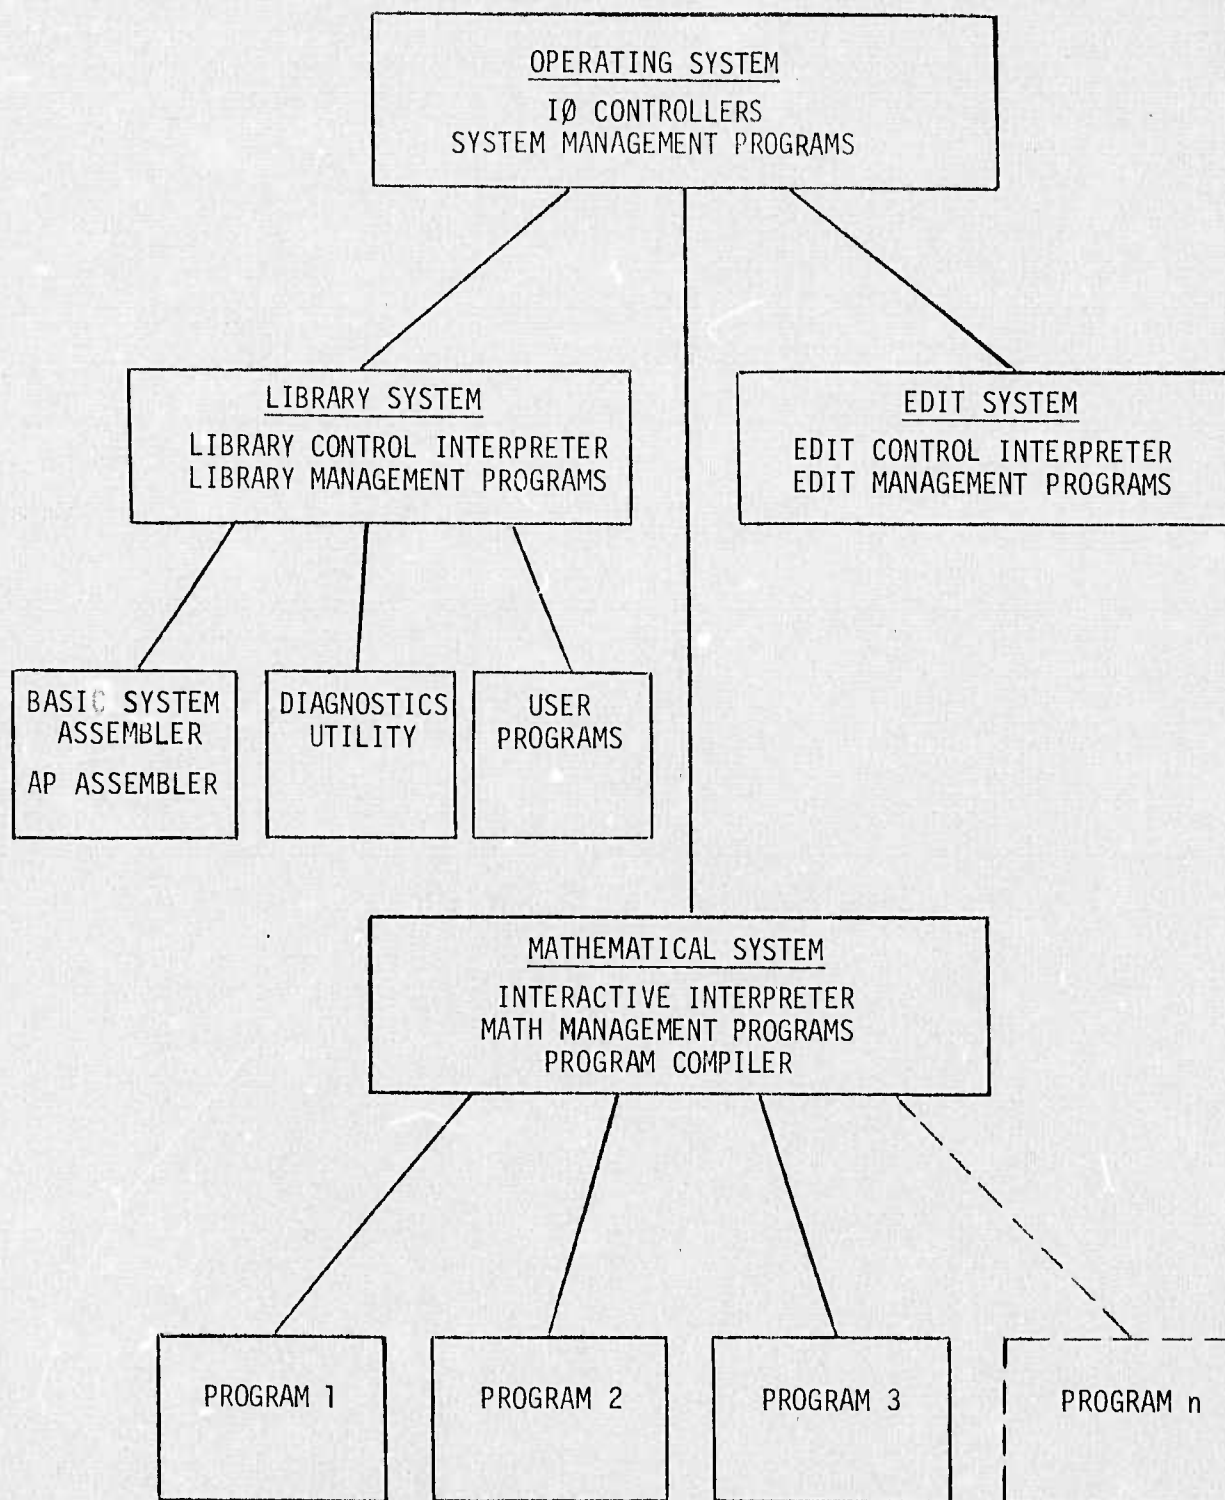 OPERATING SYSTEM
IØ CONTROLLERS
SYSTEM MANAGEMENT PROGRAMS
LIBRARY SYSTEM
LIBRARY CONTROL INTERPRETER
LIBRARY MANAGEMENT PROGRAMS
EDIT SYSTEM
EDIT CONTROL INTERPRETER
EDIT MANAGEMENT PROGRAMS
BASIC SYSTEM
ASSEMBLER
AP ASSEMBLER
DIAGNOSTICS
UTILITY
USER
PROGRAMS
MATHEMATICAL SYSTEM
INTERACTIVE INTERPRETER
MATH MANAGEMENT PROGRAMS
PROGRAM COMPILER
PROGRAM 1
PROGRAM 2
PROGRAM 3
PROGRAM n